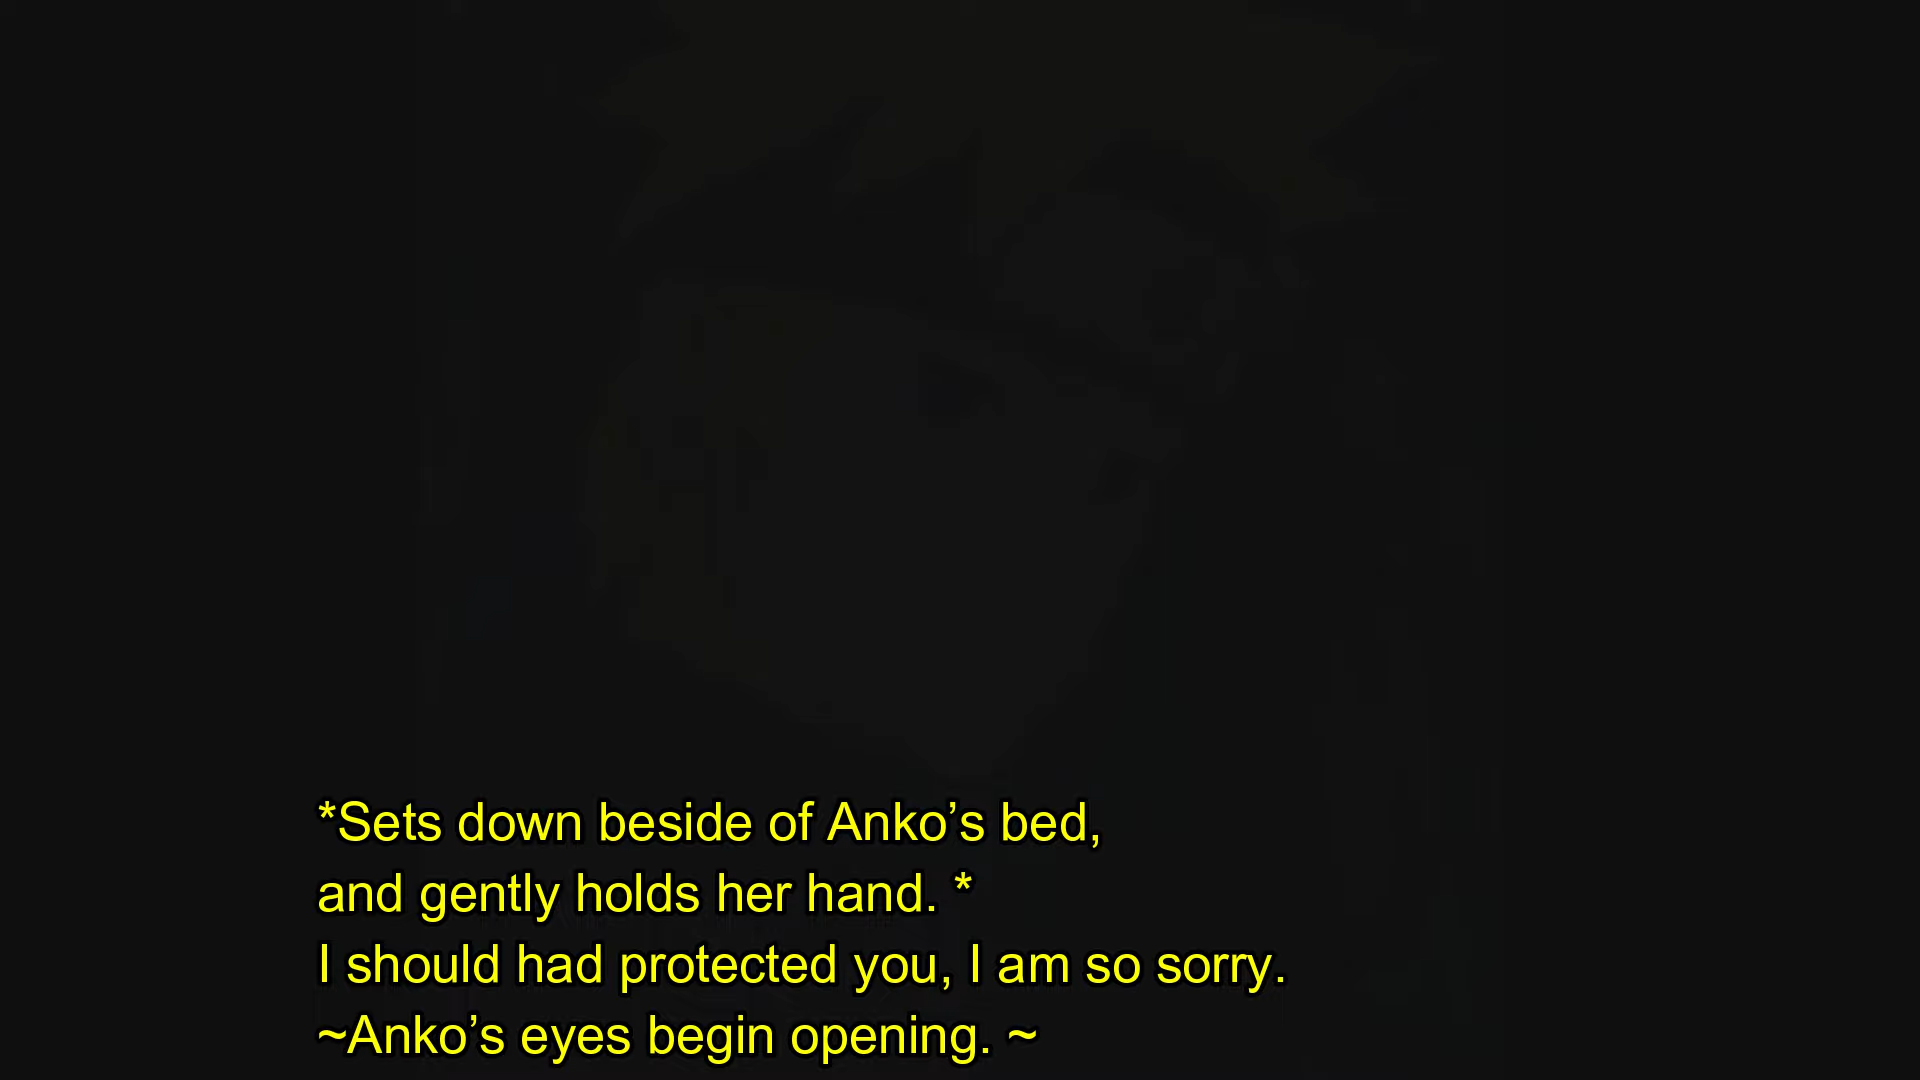 *Sets down beside of Anko’s bed,
and gently holds her hand. *
I should had protected you, I am so sorry.
~Anko’s eyes begin opening. ~